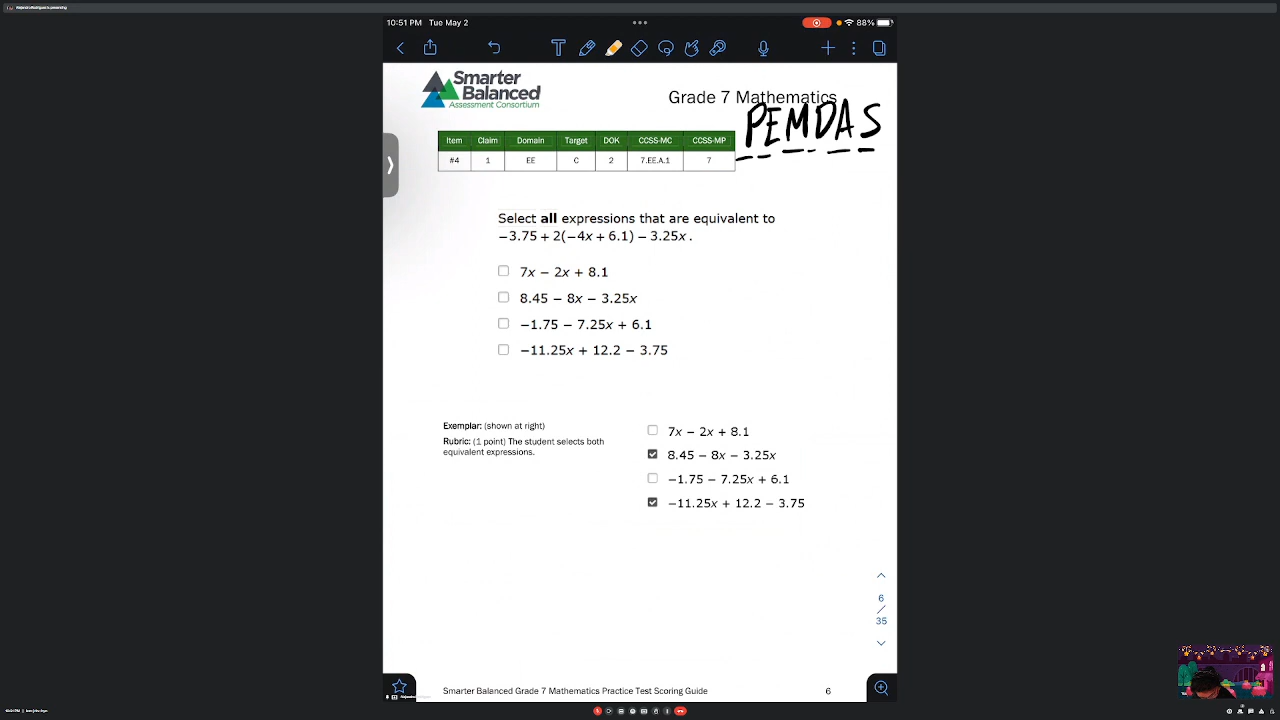 10:51 PM Tue May 2
88%
Smarter
Balanced
Assessment Consortium
Grade 7 Mathematics
PEMDAS
Item Claim Domain Target DOK CCSS-MC CCSS-MP
#4 1 EE C 2 7.EE.A.1 7
Select all expressions that are equivalent to
−3.75 + 2(−4x + 6.1) − 3.25x.
7x − 2x + 8.1
8.45 − 8x − 3.25x
−1.75 − 7.25x + 6.1
−11.25x + 12.2 − 3.75
Exemplar: (shown at right)
Rubric: (1 point) The student selects both
equivalent expressions.
7x − 2x + 8.1
8.45 − 8x − 3.25x
−1.75 − 7.25x + 6.1
−11.25x + 12.2 − 3.75
6
/
35
Smarter Balanced Grade 7 Mathematics Practice Test Scoring Guide 6